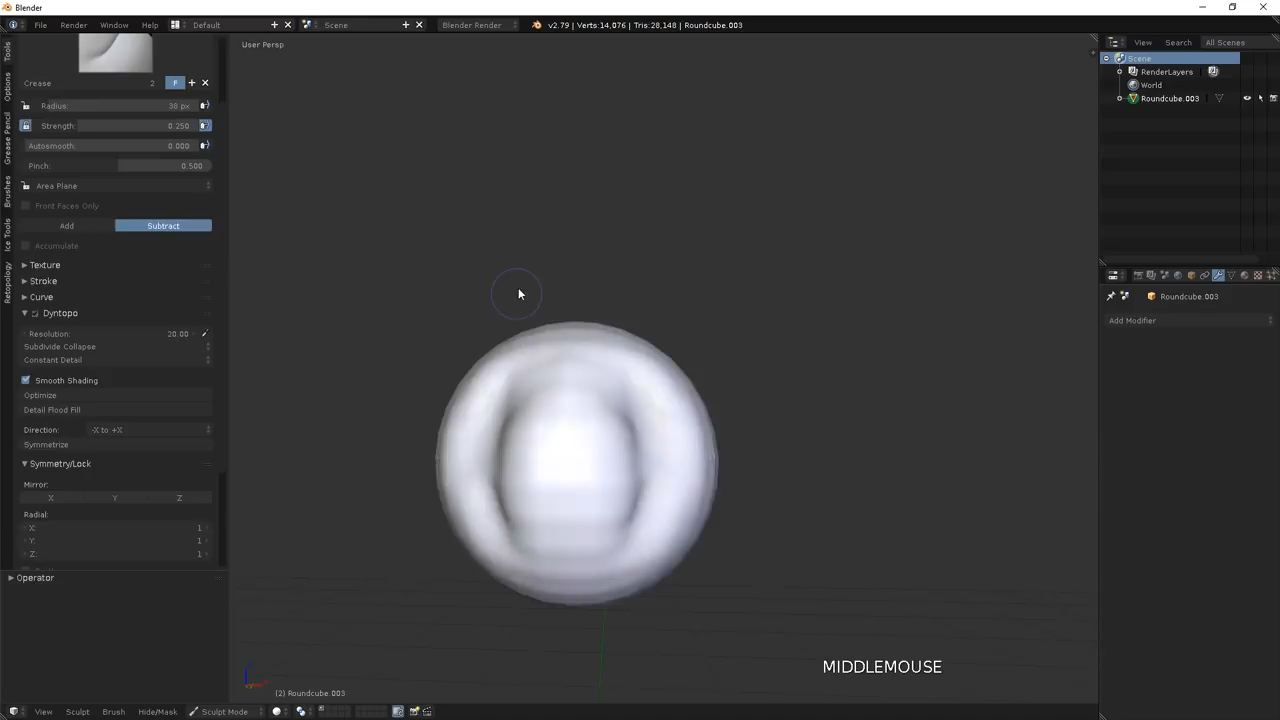 Blender
File Render Window Help Default Scene Blender Render v2.79 | Verts:14,076 | Tris:28,148 | Roundcube.003
User Persp
View Search All Scenes
Scene
RenderLayers
World
Roundcube.003
Roundcube.003
Add Modifier
Tools
Options
Grease Pencil
Brushes
Ice Tools
Retopology
Crease 2 F
Radius: 38 px
Strength: 0.250
Autosmooth: 0.000
Pinch: 0.500
Area Plane
Front Faces Only
Add Subtract
Accumulate
Texture
Stroke
Curve
Dyntopo
Resolution: 20.00
Subdivide Collapse
Constant Detail
Smooth Shading
Optimize
Detail Flood Fill
Direction: -X to +X
Symmetrize
Symmetry/Lock
Mirror:
X Y Z
Radial:
X: 1
Y: 1
Z: 1
Operator
MIDDLEMOUSE
(2) Roundcube.003
View Sculpt Brush Hide/Mask Sculpt Mode